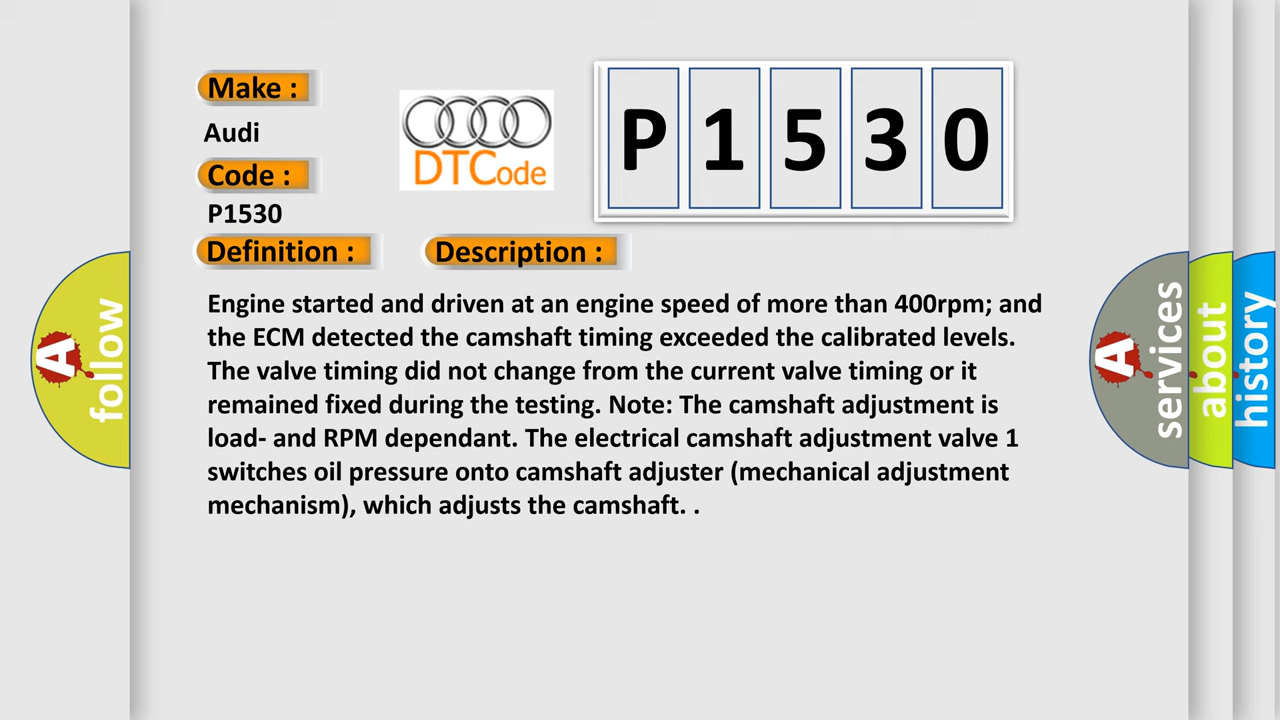 Make :
Audi
Code :
P1530
Definition :
Description :
DTCode
P1530
Engine started and driven at an engine speed of more than 400rpm; and
the ECM detected the camshaft timing exceeded the calibrated levels.
The valve timing did not change from the current valve timing or it
remained fixed during the testing. Note: The camshaft adjustment is
load- and RPM dependant. The electrical camshaft adjustment valve 1
switches oil pressure onto camshaft adjuster (mechanical adjustment
mechanism), which adjusts the camshaft. .
A follow
A services
about
history